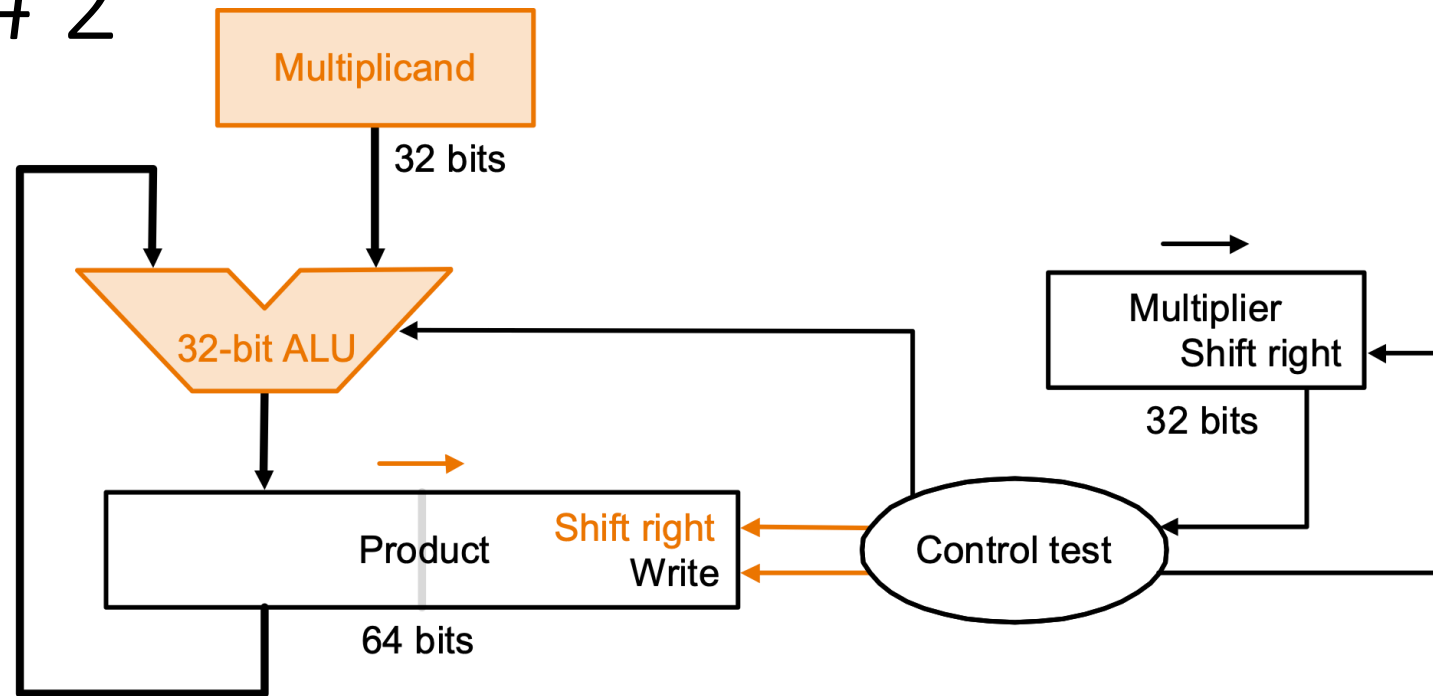 # 2
Multiplicand
32 bits
32-bit ALU
Multiplier
Shift right
32 bits
Product
Shift right
Write
64 bits
Control test